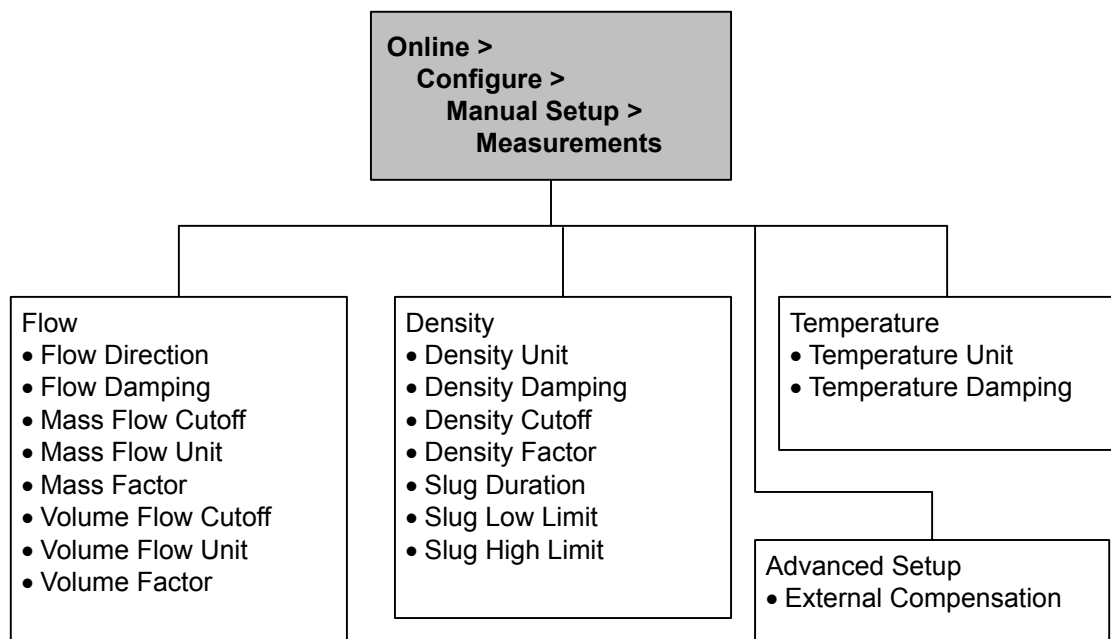 Online >
Configure >
Manual Setup >
Measurements
Flow
• Flow Direction
• Flow Damping
• Mass Flow Cutoff
• Mass Flow Unit
• Mass Factor
• Volume Flow Cutoff
• Volume Flow Unit
• Volume Factor
Density
• Density Unit
• Density Damping
• Density Cutoff
• Density Factor
• Slug Duration
• Slug Low Limit
• Slug High Limit
Temperature
• Temperature Unit
• Temperature Damping
Advanced Setup
• External Compensation